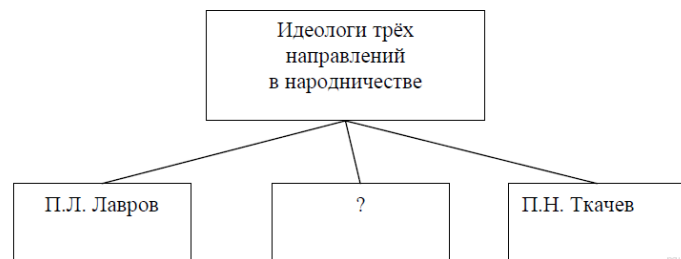 Идеологи трёх
направлений
в народничестве
П.Л. Лавров
?
П.Н. Ткачев